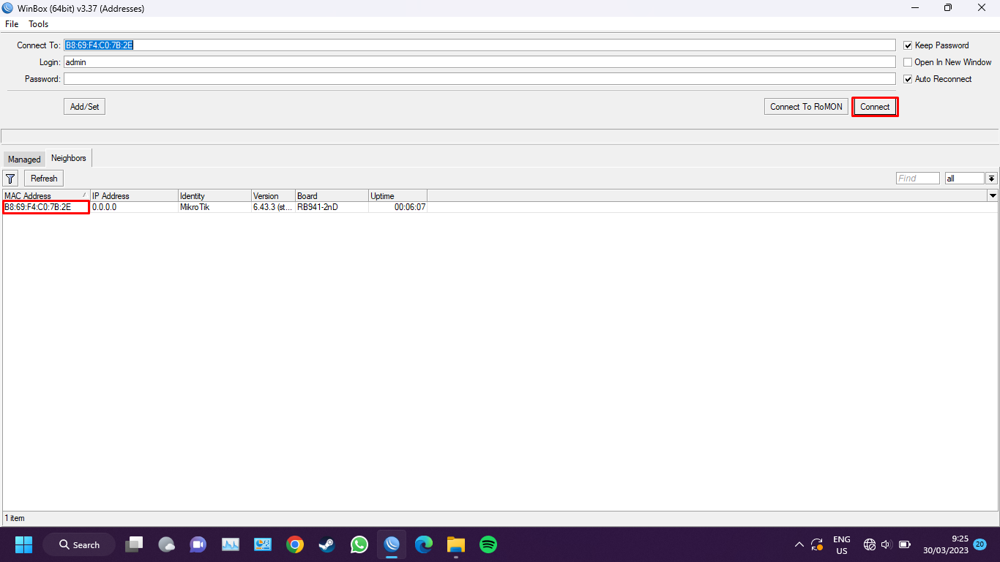 WinBox (64bit) v3.37 (Addresses)
File Tools
Connect To: B8:69:F4:C0:7B:2E
Keep Password
Login: admin
Open In New Window
Password:
Auto Reconnect
Add/Set
Connect To RoMON Connect
Managed Neighbors
Refresh
Find all
MAC Address IP Address Identity Version Board Uptime
B8:69:F4:C0:7B:2E 0.0.0.0 MikroTik 6.43.3 (st... RB941-2nD 00:06:07
1 item
Search
ENG
US
9:25
30/03/2023
20